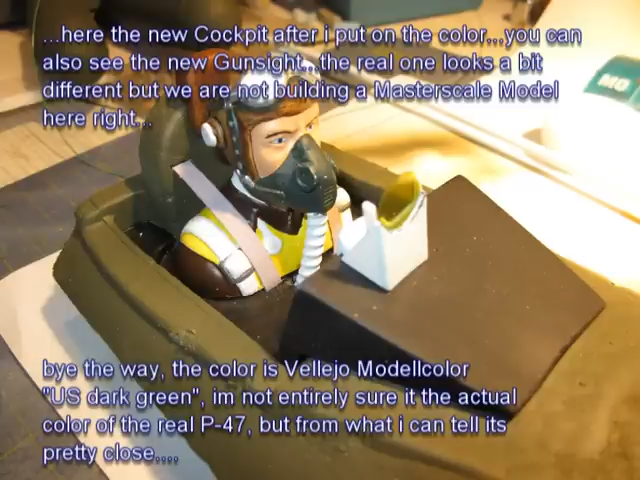 ...here the new Cockpit after i put on the color...you can
also see the new Gunsight...the real one looks a bit
different but we are not building a Masterscale Model
here right...
MG
bye the way, the color is Vellejo Modellcolor
"US dark green", im not entirely sure it the actual
color of the real P-47, but from what i can tell its
pretty close....